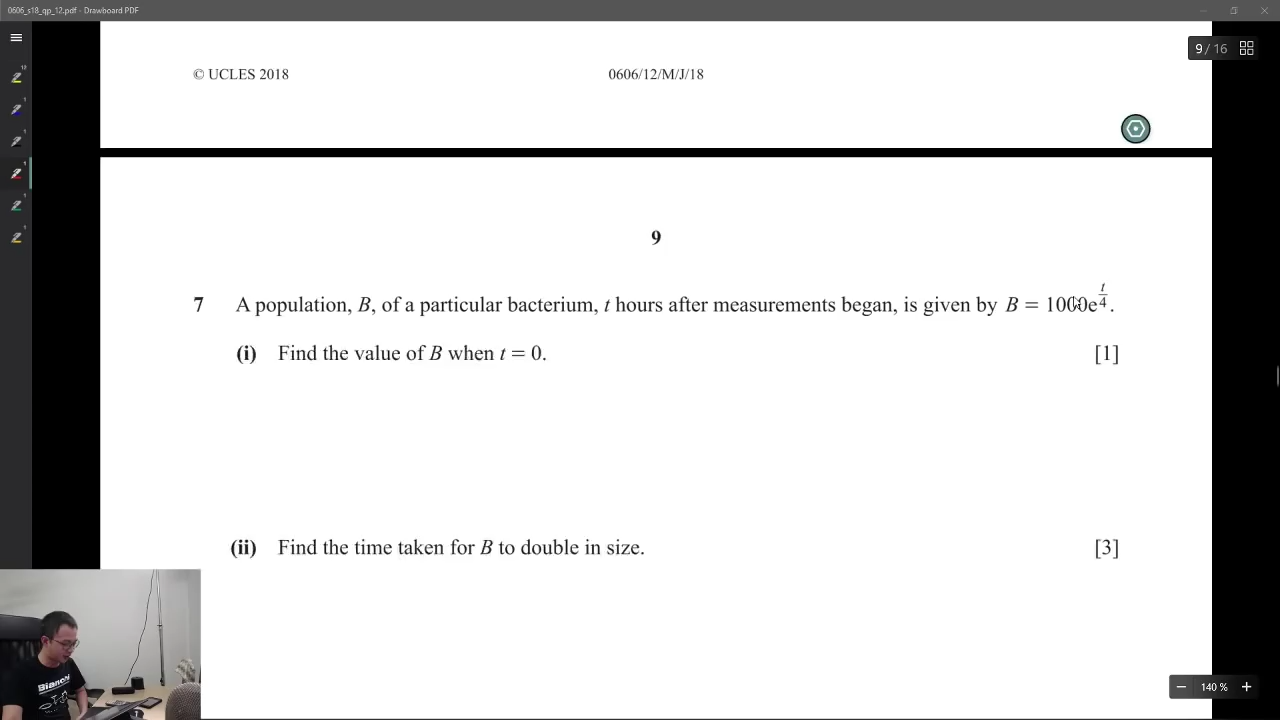 0606_s18_qp_12.pdf - Drawboard PDF
9 / 16
© UCLES 2018 0606/12/M/J/18
9
7 A population, B, of a particular bacterium, t hours after measurements began, is given by B = 1000e^{t/4}.
(i) Find the value of B when t = 0. [1]
(ii) Find the time taken for B to double in size. [3]
Bianchi
140 %